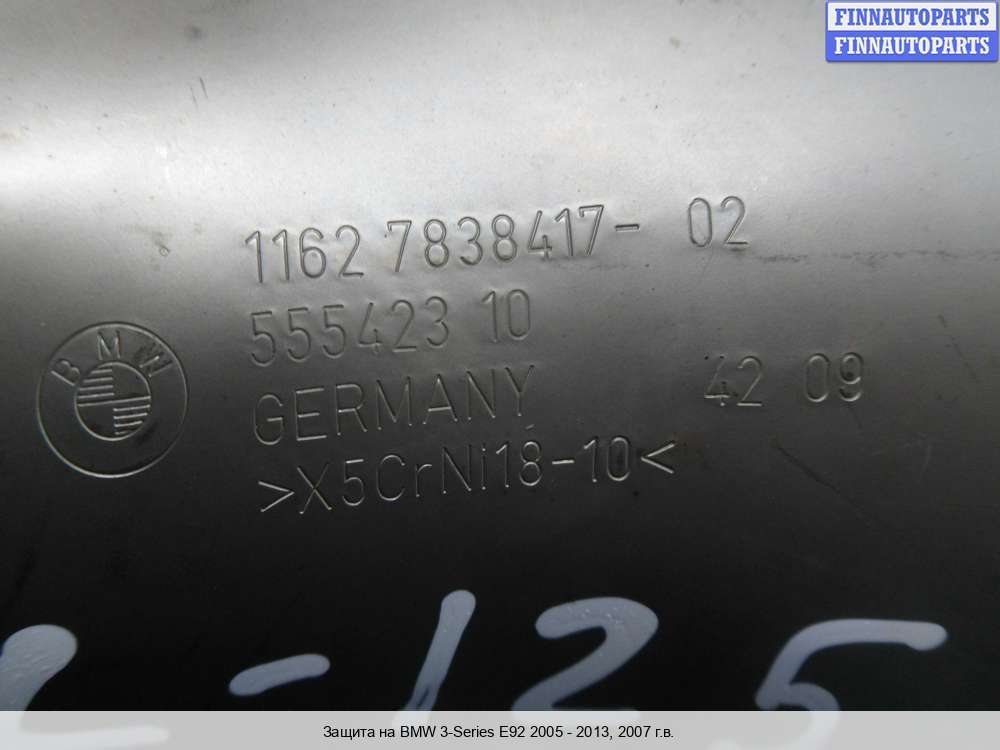 FINNAUTOPARTS
FINNAUTOPARTS
1162 7838417- 02
555423 10
BMW
GERMANY 42 09
>X5CrNi18-10<
-125
Защита на BMW 3-Series E92 2005 - 2013, 2007 г.в.